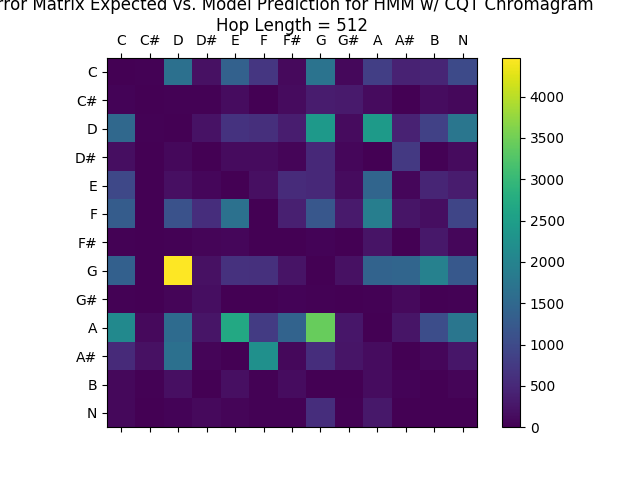 rror Matrix Expected vs. Model Prediction for HMM w/ CQT Chromagram
Hop Length = 512
C C# D D# E F F# G G# A A# B N
C
C#
D
D#
E
F
F#
G
G#
A
A#
B
N
4000
3500
3000
2500
2000
1500
1000
500
0